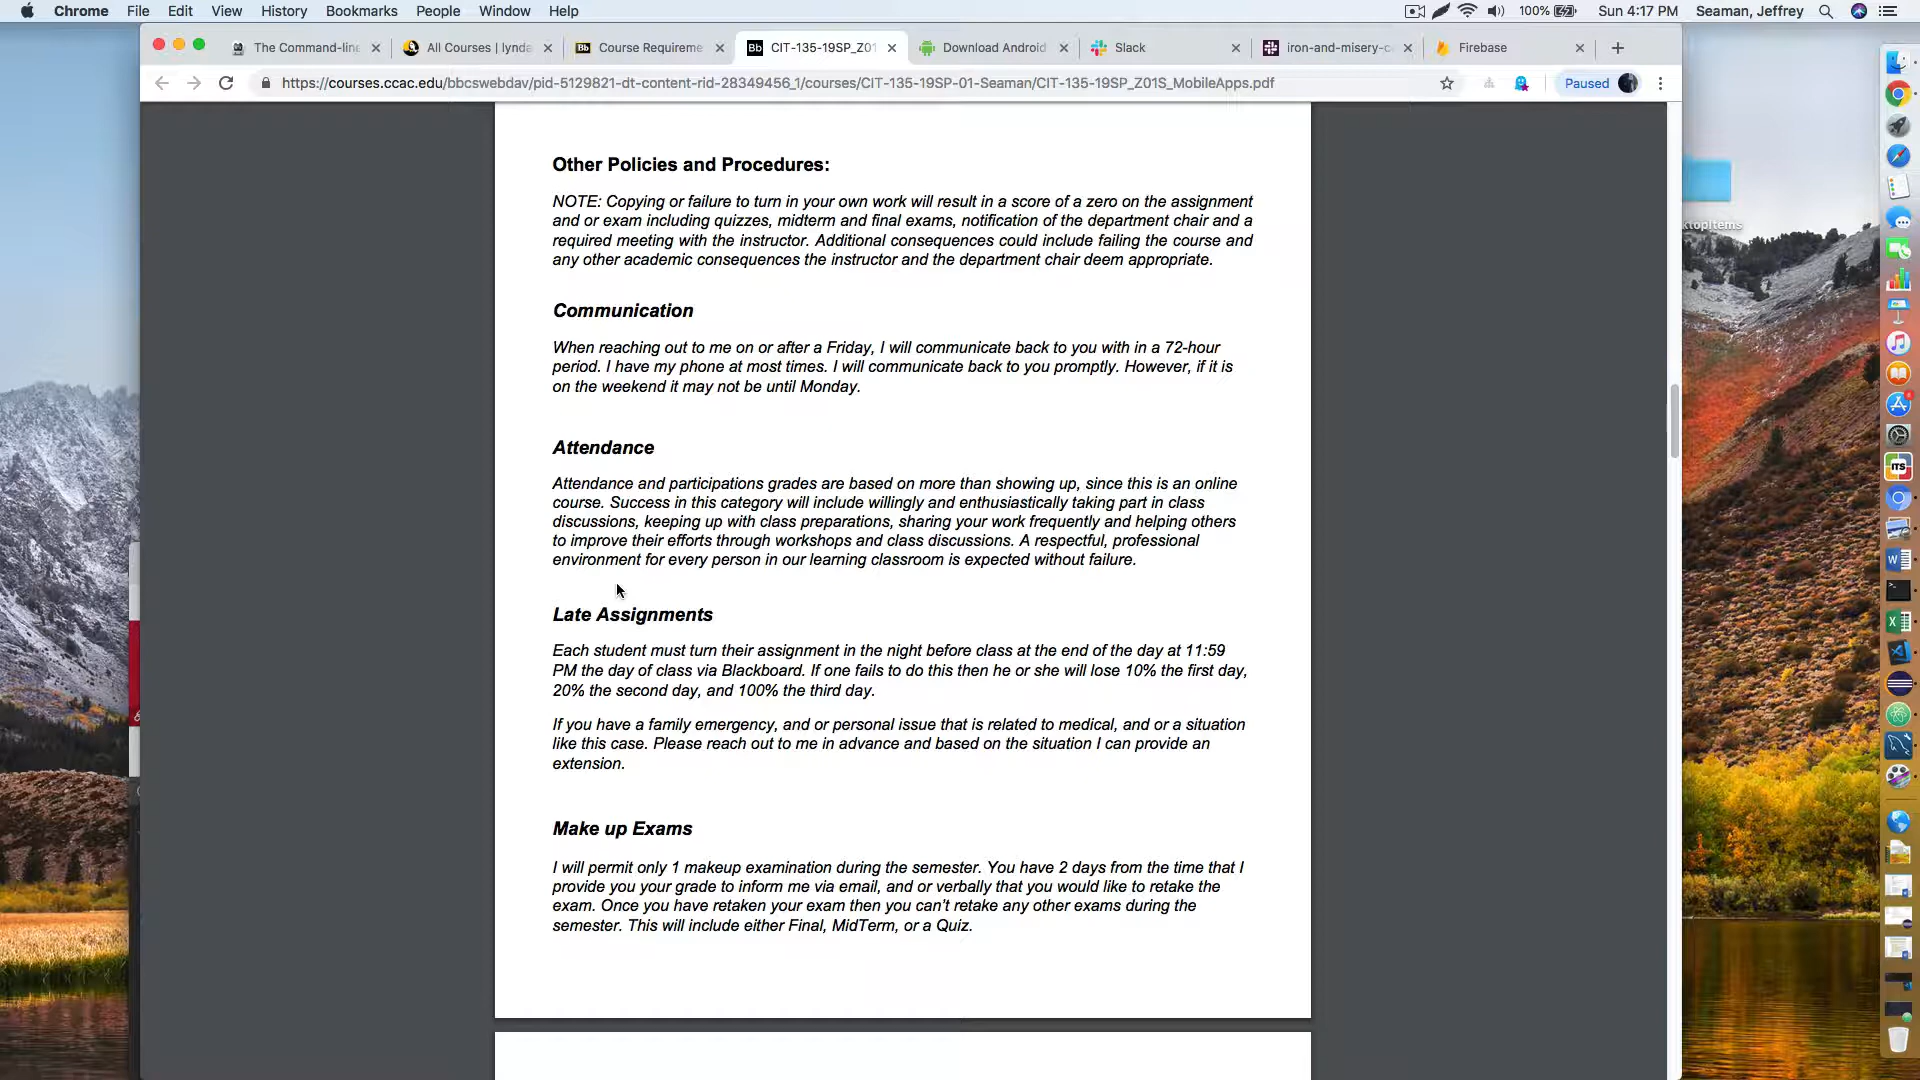 Chrome File Edit View History Bookmarks People Window Help 100% Sun 4:17 PM Seaman, Jeffrey
The Command-line All Courses | lynda Course Requireme CIT-135-19SP_Z01 Download Android Slack iron-and-misery-c Firebase
https://courses.ccac.edu/bbcswebdav/pid-5129821-dt-content-rid-28349456_1/courses/CIT-135-19SP-01-Seaman/CIT-135-19SP_Z01S_MobileApps.pdf Paused
ktopItems
Other Policies and Procedures:
NOTE: Copying or failure to turn in your own work will result in a score of a zero on the assignment
and or exam including quizzes, midterm and final exams, notification of the department chair and a
required meeting with the instructor. Additional consequences could include failing the course and
any other academic consequences the instructor and the department chair deem appropriate.
Communication
When reaching out to me on or after a Friday, I will communicate back to you with in a 72-hour
period. I have my phone at most times. I will communicate back to you promptly. However, if it is
on the weekend it may not be until Monday.
Attendance
Attendance and participations grades are based on more than showing up, since this is an online
course. Success in this category will include willingly and enthusiastically taking part in class
discussions, keeping up with class preparations, sharing your work frequently and helping others
to improve their efforts through workshops and class discussions. A respectful, professional
environment for every person in our learning classroom is expected without failure.
Late Assignments
Each student must turn their assignment in the night before class at the end of the day at 11:59
PM the day of class via Blackboard. If one fails to do this then he or she will lose 10% the first day,
20% the second day, and 100% the third day.
If you have a family emergency, and or personal issue that is related to medical, and or a situation
like this case. Please reach out to me in advance and based on the situation I can provide an
extension.
Make up Exams
I will permit only 1 makeup examination during the semester. You have 2 days from the time that I
provide you your grade to inform me via email, and or verbally that you would like to retake the
exam. Once you have retaken your exam then you can't retake any other exams during the
semester. This will include either Final, MidTerm, or a Quiz.